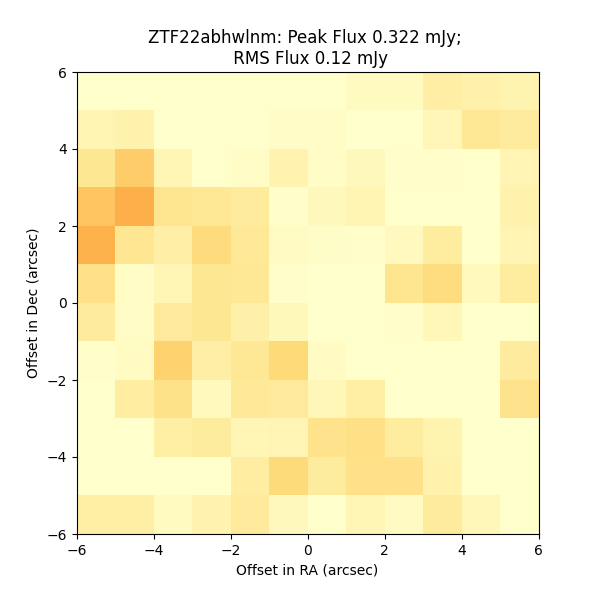 ZTF22abhwlnm: Peak Flux 0.322 mJy;
RMS Flux 0.12 mJy
6
4
2
0
−2
−4
−6
Offset in Dec (arcsec)
−6 −4 −2 0 2 4 6
Offset in RA (arcsec)